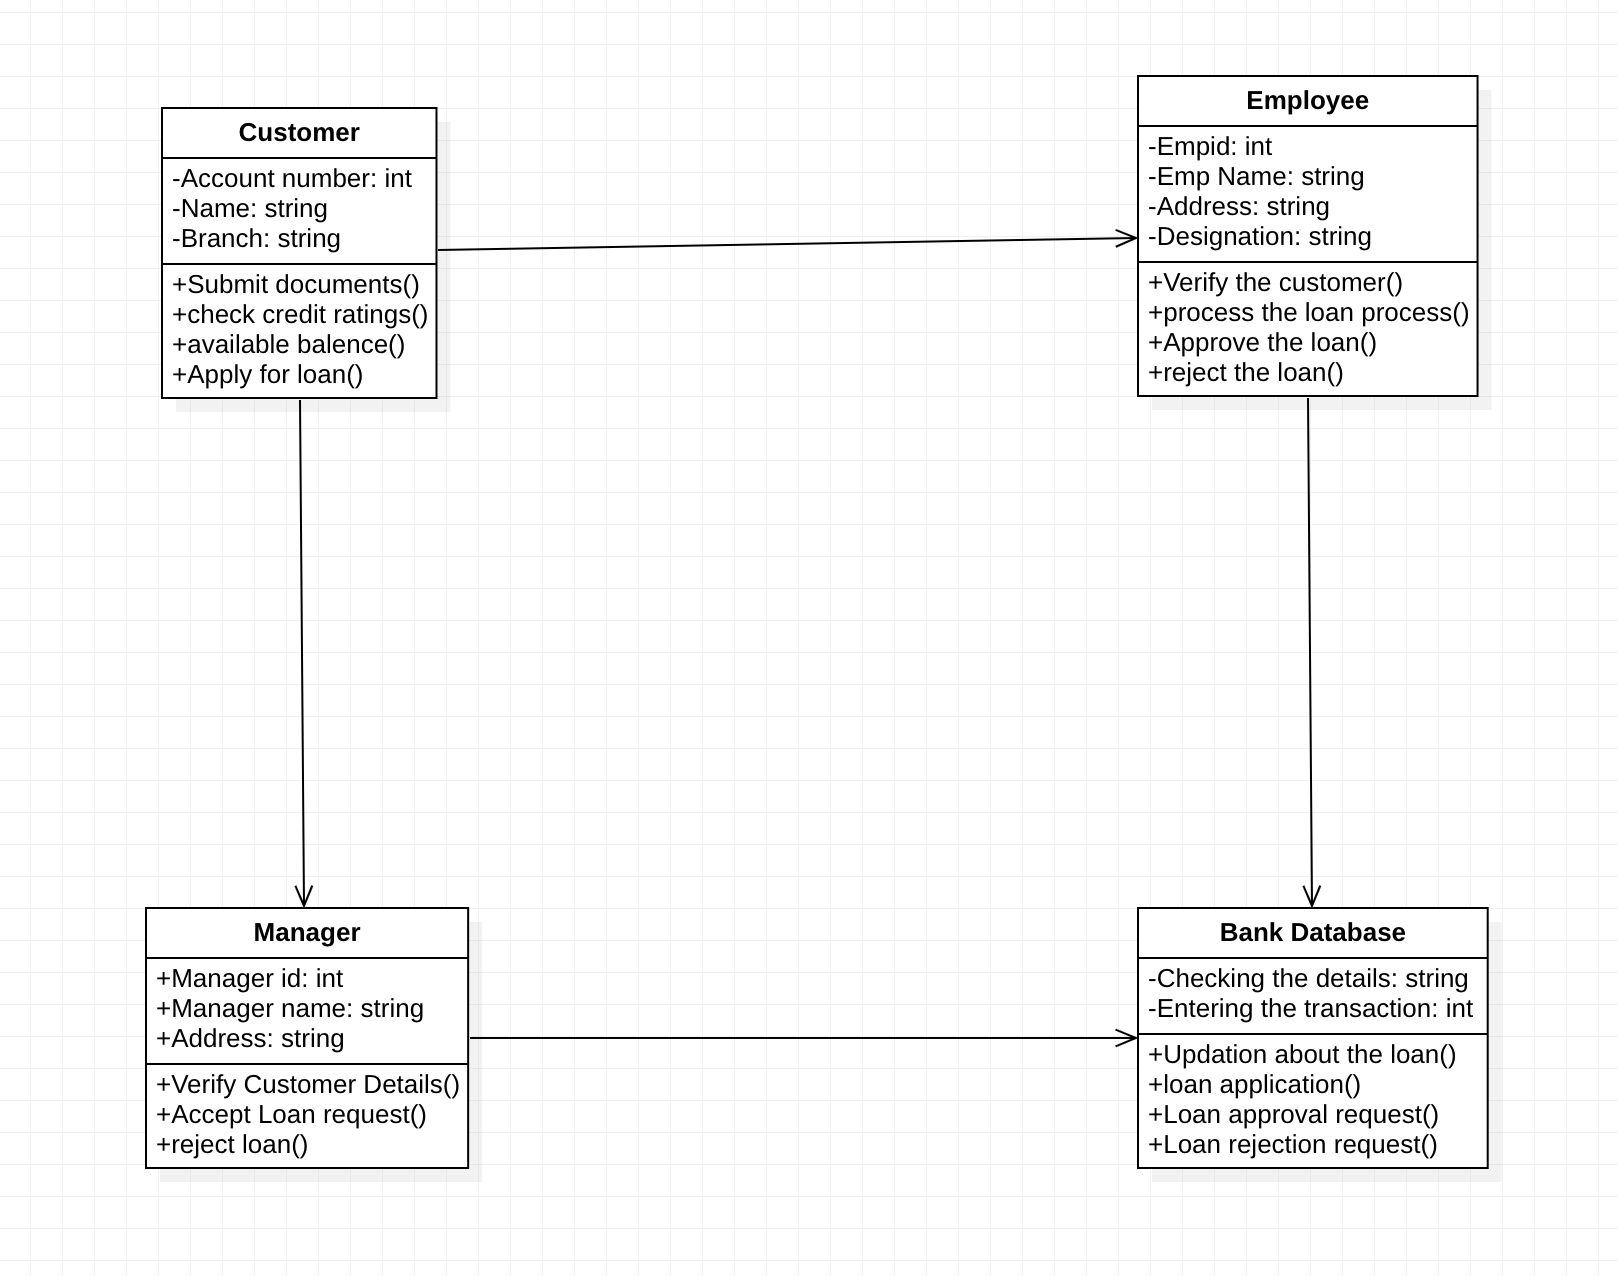 Customer
-Account number: int
-Name: string
-Branch: string
+Submit documents()
+check credit ratings()
+available balence()
+Apply for loan()
Employee
-Empid: int
-Emp Name: string
-Address: string
-Designation: string
+Verify the customer()
+process the loan process()
+Approve the loan()
+reject the loan()
Manager
+Manager id: int
+Manager name: string
+Address: string
+Verify Customer Details()
+Accept Loan request()
+reject loan()
Bank Database
-Checking the details: string
-Entering the transaction: int
+Updation about the loan()
+loan application()
+Loan approval request()
+Loan rejection request()